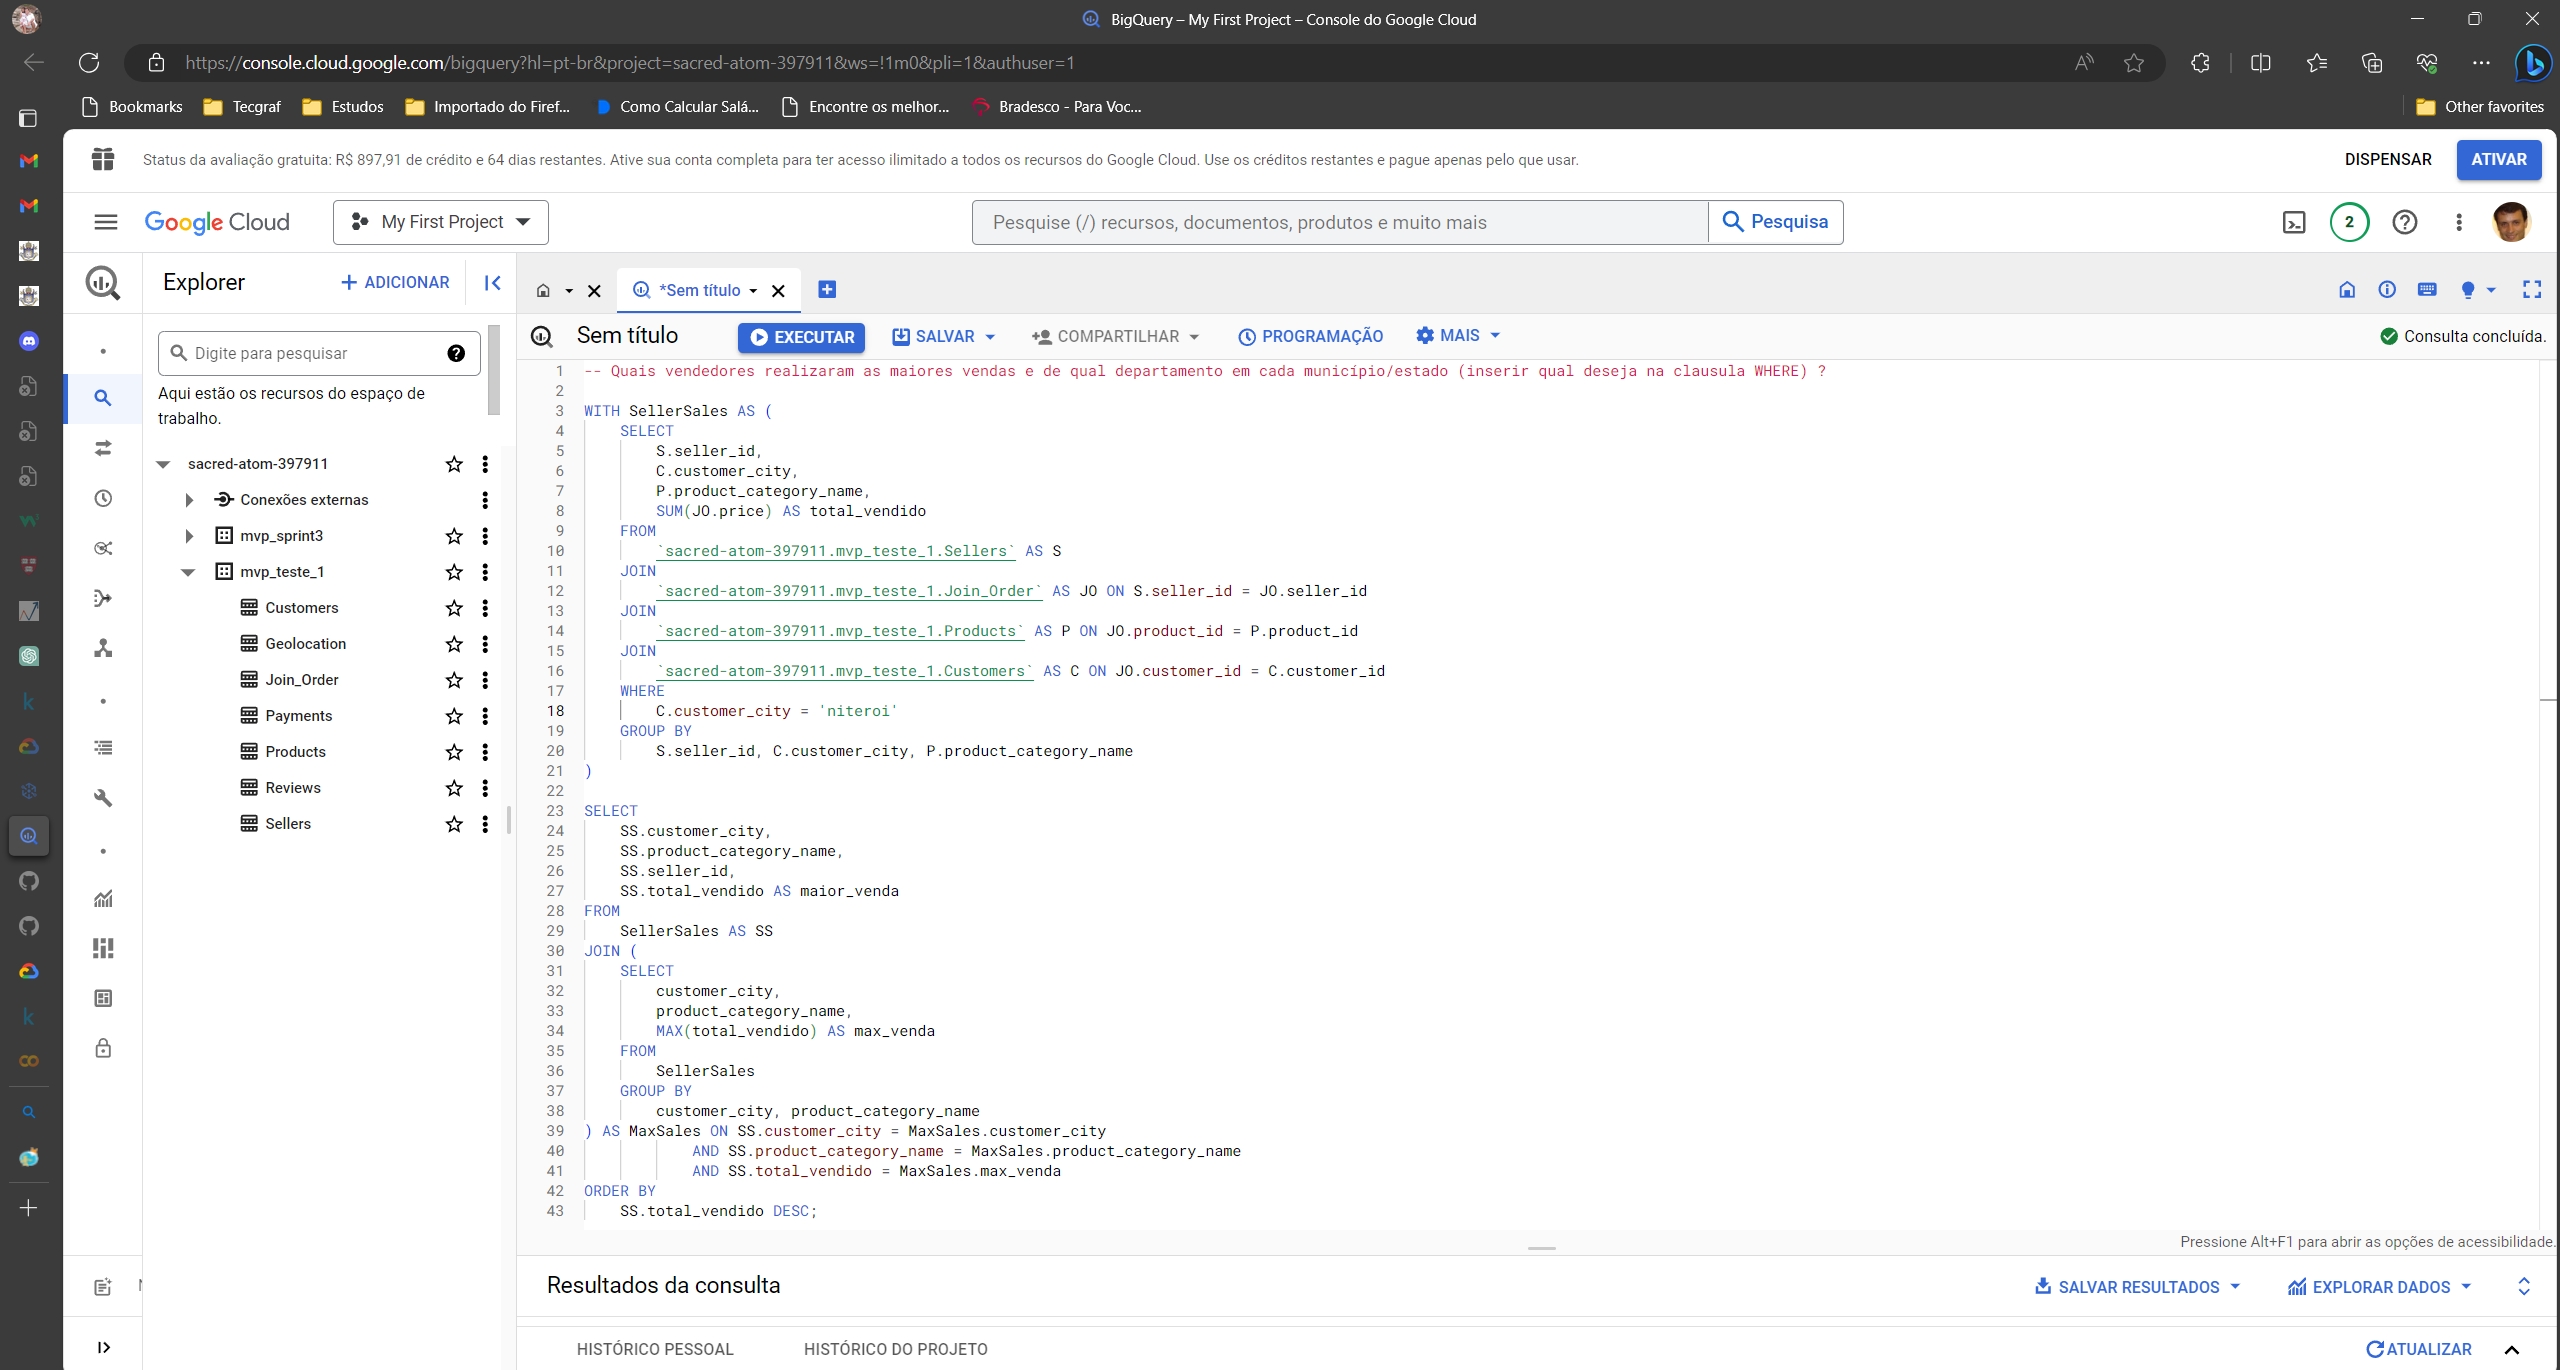 BigQuery – My First Project – Console do Google Cloud
https://console.cloud.google.com/bigquery?hl=pt-br&project=sacred-atom-397911&ws=!1m0&pli=1&authuser=1
Bookmarks Tecgraf Estudos Importado do Firef... Como Calcular Salá... Encontre os melhor... Bradesco - Para Voc... Other favorites
Status da avaliação gratuita: R$ 897,91 de crédito e 64 dias restantes. Ative sua conta completa para ter acesso ilimitado a todos os recursos do Google Cloud. Use os créditos restantes e pague apenas pelo que usar. DISPENSAR ATIVAR
Google Cloud My First Project Pesquise (/) recursos, documentos, produtos e muito mais Pesquisa 2
Explorer + ADICIONAR *Sem título
Sem título EXECUTAR SALVAR COMPARTILHAR PROGRAMAÇÃO MAIS Consulta concluída.
Digite para pesquisar
Aqui estão os recursos do espaço de
trabalho.
sacred-atom-397911
Conexões externas
mvp_sprint3
mvp_teste_1
Customers
Geolocation
Join_Order
Payments
Products
Reviews
Sellers
1 -- Quais vendedores realizaram as maiores vendas e de qual departamento em cada município/estado (inserir qual deseja na clausula WHERE) ?
2
3 WITH SellerSales AS (
4 SELECT
5 S.seller_id,
6 C.customer_city,
7 P.product_category_name,
8 SUM(JO.price) AS total_vendido
9 FROM
10 `sacred-atom-397911.mvp_teste_1.Sellers` AS S
11 JOIN
12 `sacred-atom-397911.mvp_teste_1.Join_Order` AS JO ON S.seller_id = JO.seller_id
13 JOIN
14 `sacred-atom-397911.mvp_teste_1.Products` AS P ON JO.product_id = P.product_id
15 JOIN
16 `sacred-atom-397911.mvp_teste_1.Customers` AS C ON JO.customer_id = C.customer_id
17 WHERE
18 C.customer_city = 'niteroi'
19 GROUP BY
20 S.seller_id, C.customer_city, P.product_category_name
21 )
22
23 SELECT
24 SS.customer_city,
25 SS.product_category_name,
26 SS.seller_id,
27 SS.total_vendido AS maior_venda
28 FROM
29 SellerSales AS SS
30 JOIN (
31 SELECT
32 customer_city,
33 product_category_name,
34 MAX(total_vendido) AS max_venda
35 FROM
36 SellerSales
37 GROUP BY
38 customer_city, product_category_name
39 ) AS MaxSales ON SS.customer_city = MaxSales.customer_city
40 AND SS.product_category_name = MaxSales.product_category_name
41 AND SS.total_vendido = MaxSales.max_venda
42 ORDER BY
43 SS.total_vendido DESC;
Pressione Alt+F1 para abrir as opções de acessibilidade.
Resultados da consulta SALVAR RESULTADOS EXPLORAR DADOS
HISTÓRICO PESSOAL HISTÓRICO DO PROJETO ATUALIZAR